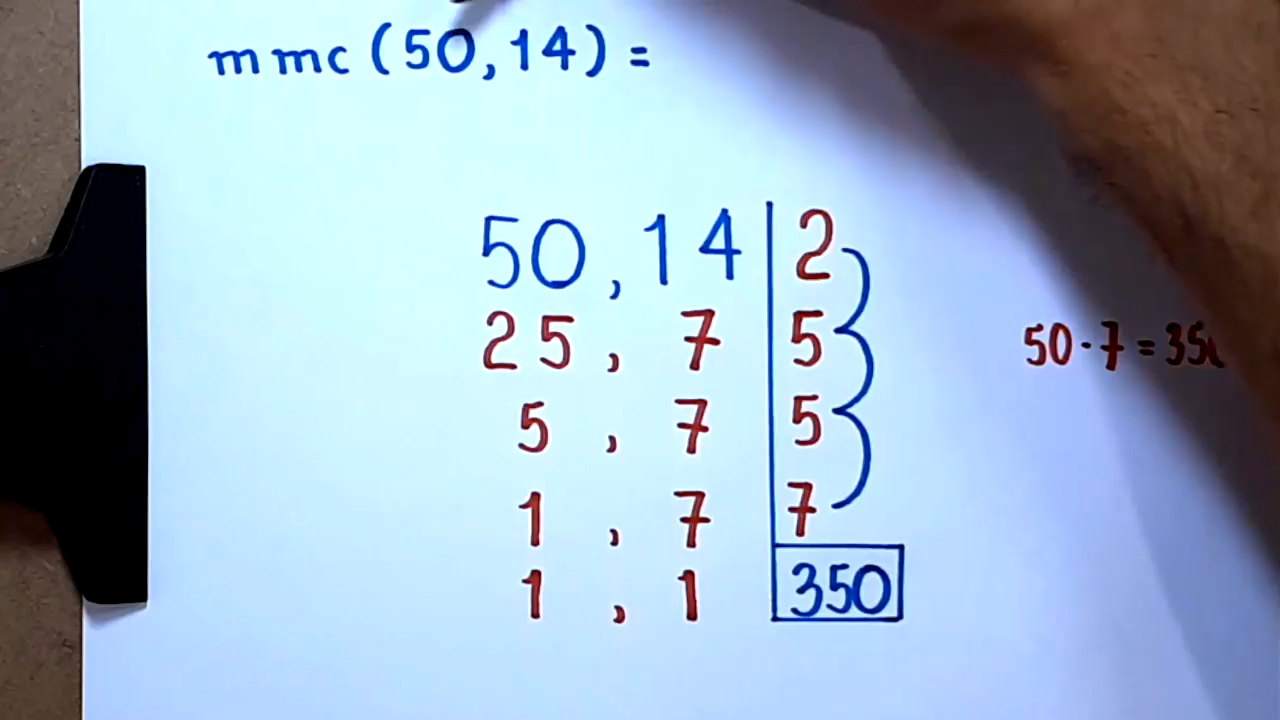 mmc (50,14) =
50,14 | 2
25, 7 | 5
5, 7 | 5
1, 7 | 7
1, 1 | 350
50·7=35